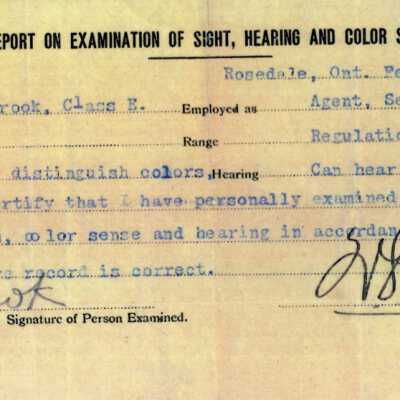 EPORT ON EXAMINATION OF SIGHT, HEARING AND COLOR S
Rosedale, Ont. Fe
rook, Class E. Employed as Agent, Se
Range Regulatio
distinguish colors, Hearing Can hear
ertify that I have personally examined
, color sense and hearing in accordan
record is correct.
Signature of Person Examined.